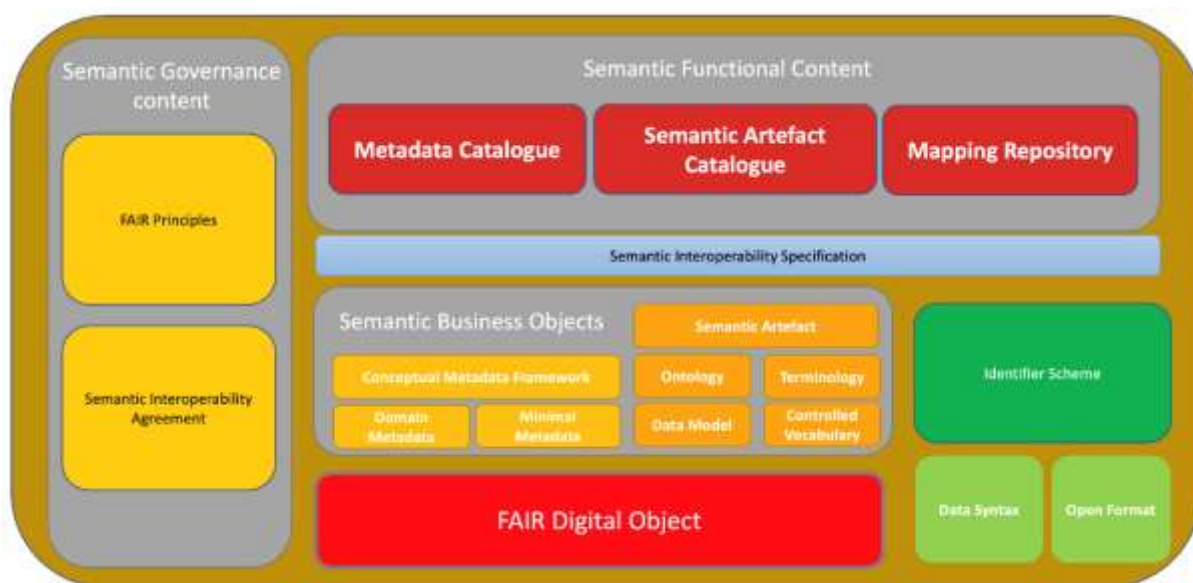 Semantic Governance
content
FAIR Principles
Semantic Interoperability
Agreement
Semantic Functional Content
Metadata Catalogue
Semantic Artefact
Catalogue
Mapping Repository
Semantic Interoperability Specification
Semantic Business Objects
Semantic Artefact
Conceptual Metadata Framework
Ontology
Terminology
Domain
Metadata
Minimal
Metadata
Data Model
Controlled
Vocabulary
Identifier Scheme
FAIR Digital Object
Data Syntax
Open Format